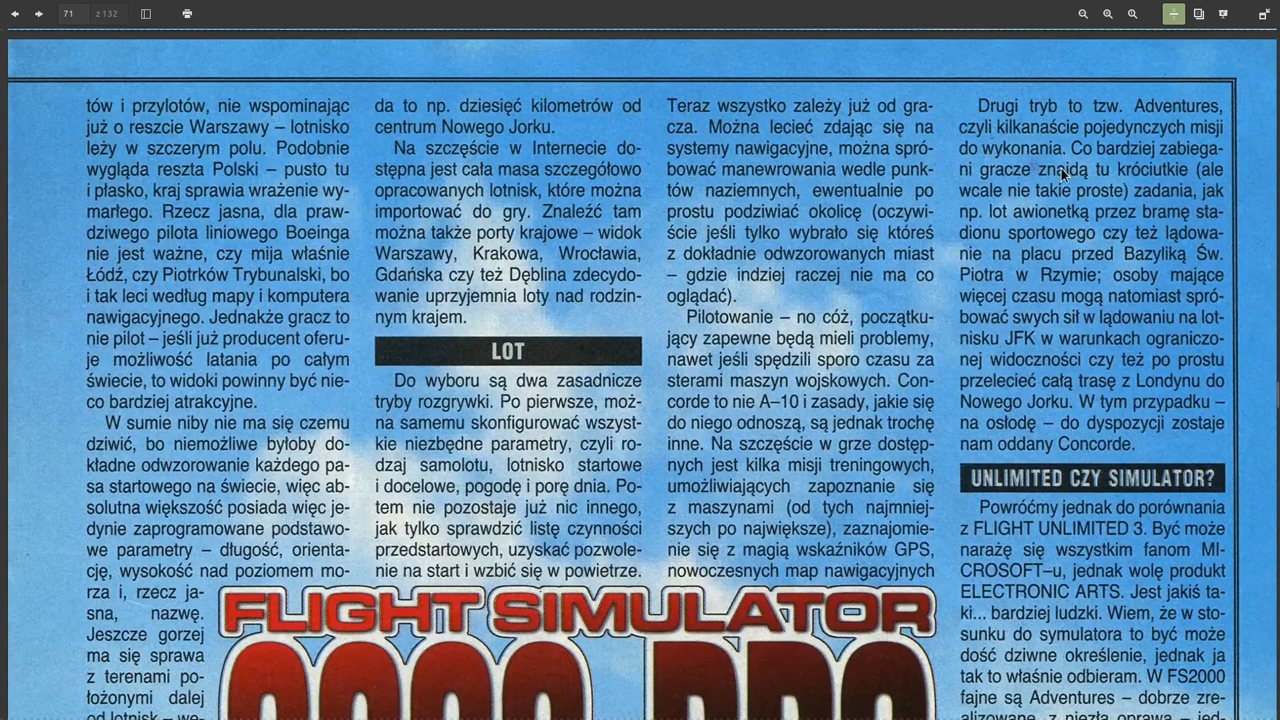 71
z 132
tów i przylotów, nie wspominając
już o reszcie Warszawy – lotnisko
leży w szczerym polu. Podobnie
wygląda reszta Polski – pusto tu
i płasko, kraj sprawia wrażenie wy-
marłego. Rzecz jasna, dla praw-
dziwego pilota liniowego Boeinga
nie jest ważne, czy mija właśnie
Łódź, czy Piotrków Trybunalski, bo
i tak leci według mapy i komputera
nawigacyjnego. Jednakże gracz to
nie pilot – jeśli już producent oferu-
je możliwość latania po całym
świecie, to widoki powinny być nie-
co bardziej atrakcyjne.
W sumie niby nie ma się czemu
dziwić, bo niemożliwe byłoby do-
kładne odwzorowanie każdego pa-
sa startowego na świecie, więc ab-
solutna większość posiada więc je-
dynie zaprogramowane podstawo-
we parametry – długość, orienta-
cję, wysokość nad poziomem mo-
rza i, rzecz ja-
sna, nazwę.
Jeszcze gorzej
ma się sprawa
z terenami po-
łożonymi dalej
od lotnisk – we-
da to np. dziesięć kilometrów od
centrum Nowego Jorku.
Na szczęście w Internecie do-
stępna jest cała masa szczegółowo
opracowanych lotnisk, które można
importować do gry. Znaleźć tam
można także porty krajowe – widok
Warszawy, Krakowa, Wrocławia,
Gdańska czy też Dęblina zdecydo-
wanie uprzyjemnia loty nad rodzin-
nym krajem.
LOT
Do wyboru są dwa zasadnicze
tryby rozgrywki. Po pierwsze, moż-
na samemu skonfigurować wszyst-
kie niezbędne parametry, czyli ro-
dzaj samolotu, lotnisko startowe
i docelowe, pogodę i porę dnia. Po-
tem nie pozostaje już nic innego,
jak tylko sprawdzić listę czynności
przedstartowych, uzyskać pozwole-
nie na start i wzbić się w powietrze.
Teraz wszystko zależy już od gra-
cza. Można lecieć zdając się na
systemy nawigacyjne, można spró-
bować manewrowania wedle punk-
tów naziemnych, ewentualnie po
prostu podziwiać okolicę (oczywi-
ście jeśli tylko wybrało się któreś
z dokładnie odwzorowanych miast
– gdzie indziej raczej nie ma co
oglądać).
Pilotowanie – no cóż, początku-
jący zapewne będą mieli problemy,
nawet jeśli spędzili sporo czasu za
sterami maszyn wojskowych. Con-
corde to nie A–10 i zasady, jakie się
do niego odnoszą, są jednak trochę
inne. Na szczęście w grze dostęp-
nych jest kilka misji treningowych,
umożliwiających zapoznanie się
z maszynami (od tych najmniej-
szych po największe), zaznajomie-
nie się z magią wskaźników GPS,
nowoczesnych map nawigacyjnych
FLIGHT SIMULATOR
2000 PRO
Drugi tryb to tzw. Adventures,
czyli kilkanaście pojedynczych misji
do wykonania. Co bardziej zabiega-
ni gracze znajdą tu króciutkie (ale
wcale nie takie proste) zadania, jak
np. lot awionetką przez bramę sta-
dionu sportowego czy też lądowa-
nie na placu przed Bazyliką Św.
Piotra w Rzymie; osoby mające
więcej czasu mogą natomiast spró-
bować swych sił w lądowaniu na lot-
nisku JFK w warunkach ograniczo-
nej widoczności czy też po prostu
przelecieć całą trasę z Londynu do
Nowego Jorku. W tym przypadku –
na osłodę – do dyspozycji zostaje
nam oddany Concorde.
UNLIMITED CZY SIMULATOR?
Powróćmy jednak do porównania
z FLIGHT UNLIMITED 3. Być może
narażę się wszystkim fanom MI-
CROSOFT–u, jednak wolę produkt
ELECTRONIC ARTS. Jest jakiś ta-
ki... bardziej ludzki. Wiem, że w sto-
sunku do symulatora to być może
dość dziwne określenie, jednak ja
tak to właśnie odbieram. W FS2000
fajne są Adventures – dobrze zre-
alizowane, z niezłą oprawą – jed-